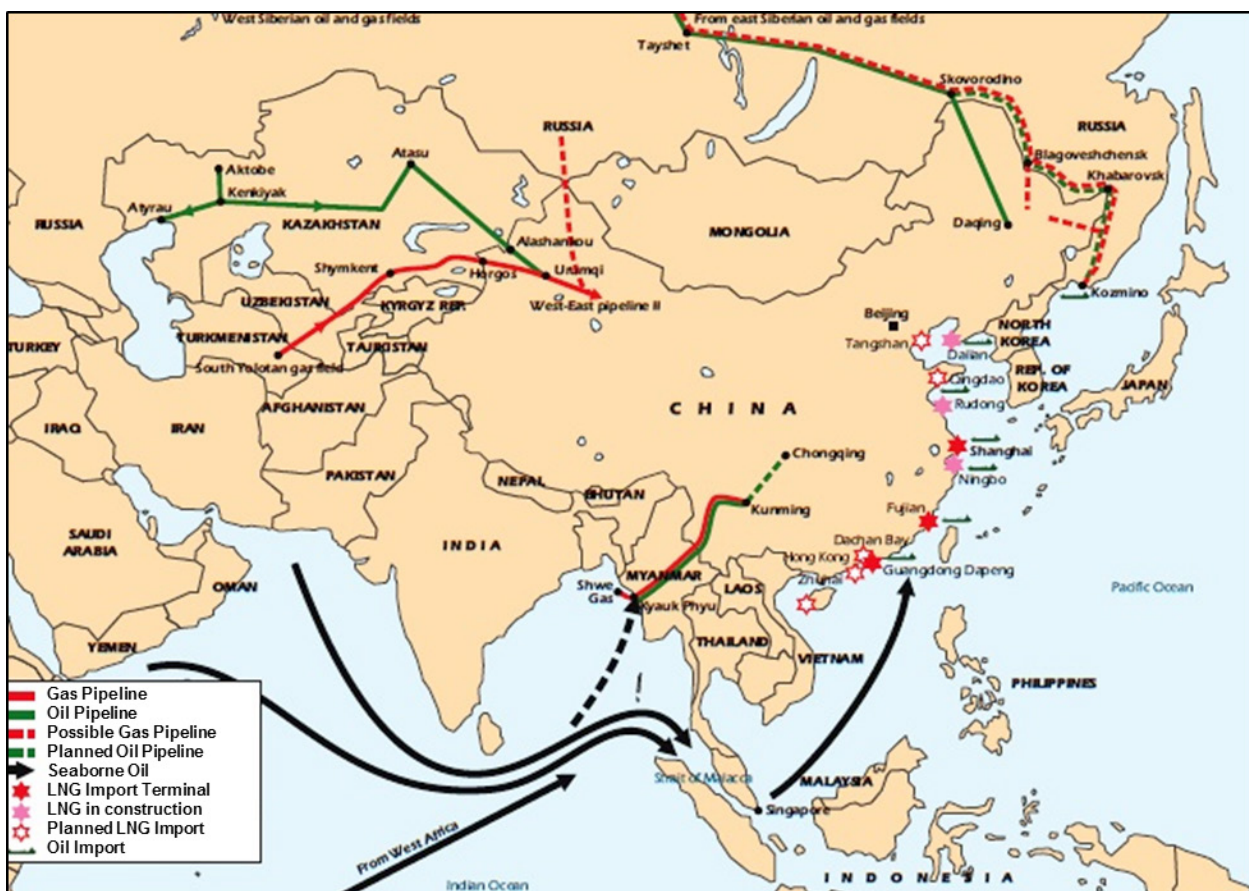 West Siberian oil and gas fields
From east Siberian oil and gas fields
Tayshet
Skovorodino
RUSSIA
RUSSIA
Blagoveshchensk
Khabarovsk
Aktobe
Atasu
Kenkiyak
Atyrau
RUSSIA
KAZAKHSTAN
Daqing
MONGOLIA
Alashankou
Shymkent
Horgos
Urumqi
Kozmino
UZBEKISTAN
KYRGYZ REP.
West-East pipeline II
Beijing
NORTH
KOREA
TURKMENISTAN
Tangshan
Dalian
TURKEY
TAJIKISTAN
South Yolotan gas field
REP. OF
KOREA
JAPAN
Qingdao
AFGHANISTAN
Rudong
CHINA
IRAQ
IRAN
Shanghai
Chongqing
PAKISTAN
Ningbo
NEPAL
BHUTAN
Kunming
Fujian
SAUDI
ARABIA
INDIA
Dachan Bay
Hong Kong
Guangdong Dapeng
OMAN
Shwe
Gas
MYANMAR
LAOS
Zhuhai
Pacific Ocean
Kyauk Phyu
YEMEN
THAILAND
VIETNAM
PHILIPPINES
Gas Pipeline
Oil Pipeline
Possible Gas Pipeline
Planned Oil Pipeline
Seaborne Oil
LNG Import Terminal
LNG in construction
Planned LNG Import
Oil Import
Strait of Malacca
MALAYSIA
Singapore
From West Africa
Indian Ocean
INDONESIA